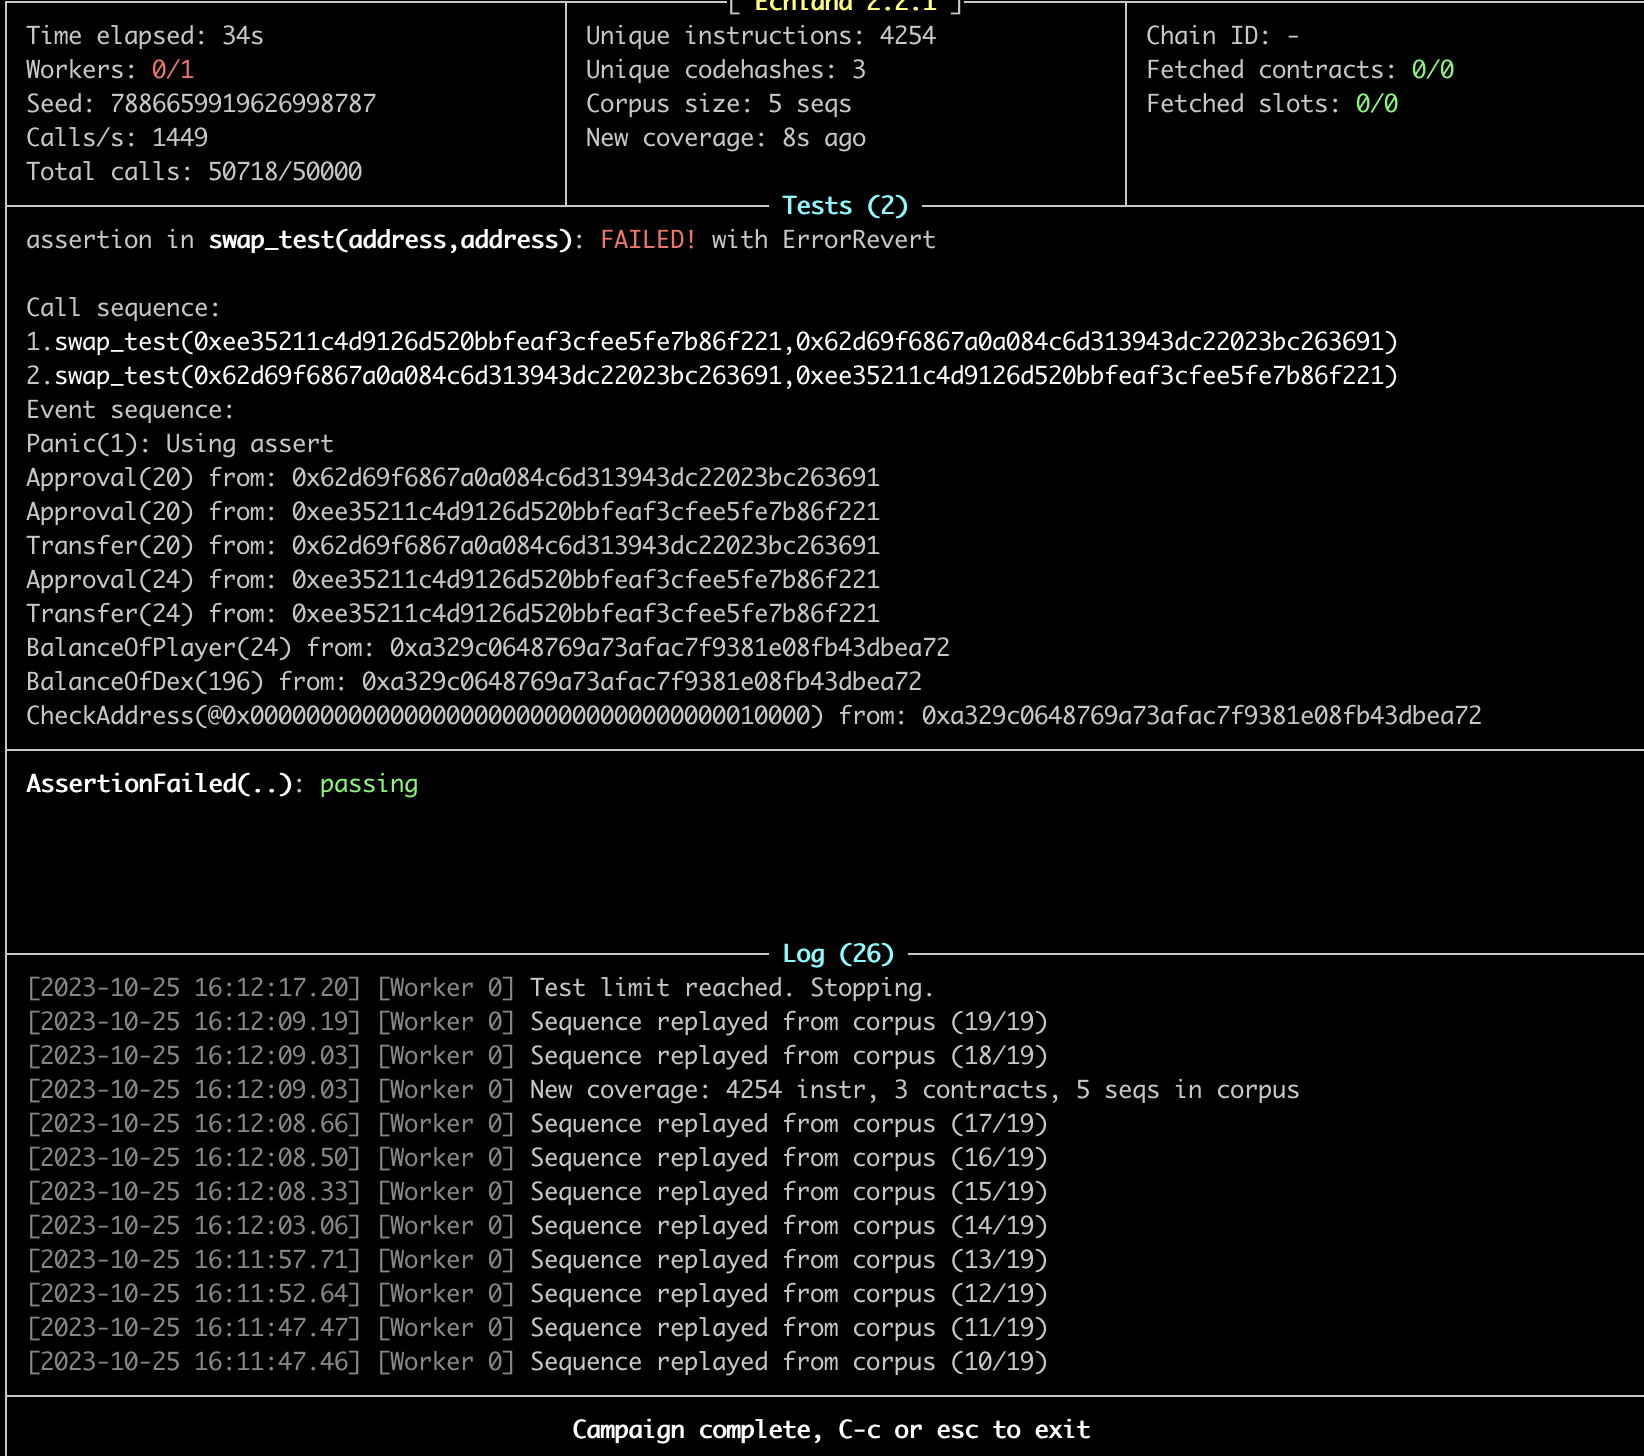 [ Echidna 2.2.1 ]
Time elapsed: 34s
Workers: 0/1
Seed: 7886659919626998787
Calls/s: 1449
Total calls: 50718/50000
Unique instructions: 4254
Unique codehashes: 3
Corpus size: 5 seqs
New coverage: 8s ago
Chain ID: -
Fetched contracts: 0/0
Fetched slots: 0/0
Tests (2)
assertion in swap_test(address,address): FAILED! with ErrorRevert
Call sequence:
1.swap_test(0xee35211c4d9126d520bbfeaf3cfee5fe7b86f221,0x62d69f6867a0a084c6d313943dc22023bc263691)
2.swap_test(0x62d69f6867a0a084c6d313943dc22023bc263691,0xee35211c4d9126d520bbfeaf3cfee5fe7b86f221)
Event sequence:
Panic(1): Using assert
Approval(20) from: 0x62d69f6867a0a084c6d313943dc22023bc263691
Approval(20) from: 0xee35211c4d9126d520bbfeaf3cfee5fe7b86f221
Transfer(20) from: 0x62d69f6867a0a084c6d313943dc22023bc263691
Approval(24) from: 0xee35211c4d9126d520bbfeaf3cfee5fe7b86f221
Transfer(24) from: 0xee35211c4d9126d520bbfeaf3cfee5fe7b86f221
BalanceOfPlayer(24) from: 0xa329c0648769a73afac7f9381e08fb43dbea72
BalanceOfDex(196) from: 0xa329c0648769a73afac7f9381e08fb43dbea72
CheckAddress(@0x0000000000000000000000000000000000010000) from: 0xa329c0648769a73afac7f9381e08fb43dbea72
AssertionFailed(..): passing
Log (26)
[2023-10-25 16:12:17.20] [Worker 0] Test limit reached. Stopping.
[2023-10-25 16:12:09.19] [Worker 0] Sequence replayed from corpus (19/19)
[2023-10-25 16:12:09.03] [Worker 0] Sequence replayed from corpus (18/19)
[2023-10-25 16:12:09.03] [Worker 0] New coverage: 4254 instr, 3 contracts, 5 seqs in corpus
[2023-10-25 16:12:08.66] [Worker 0] Sequence replayed from corpus (17/19)
[2023-10-25 16:12:08.50] [Worker 0] Sequence replayed from corpus (16/19)
[2023-10-25 16:12:08.33] [Worker 0] Sequence replayed from corpus (15/19)
[2023-10-25 16:12:03.06] [Worker 0] Sequence replayed from corpus (14/19)
[2023-10-25 16:11:57.71] [Worker 0] Sequence replayed from corpus (13/19)
[2023-10-25 16:11:52.64] [Worker 0] Sequence replayed from corpus (12/19)
[2023-10-25 16:11:47.47] [Worker 0] Sequence replayed from corpus (11/19)
[2023-10-25 16:11:47.46] [Worker 0] Sequence replayed from corpus (10/19)
Campaign complete, C-c or esc to exit